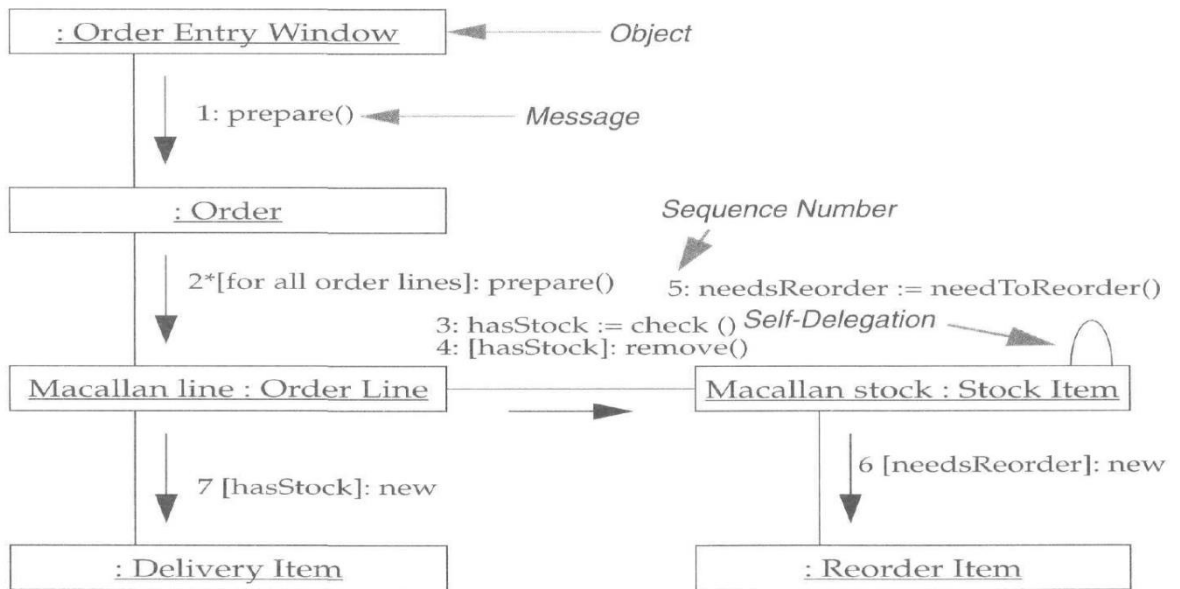 : Order Entry Window
Object
1: prepare()
Message
: Order
Sequence Number
2*[for all order lines]: prepare()
5: needsReorder := needToReorder()
3: hasStock := check ()
Self-Delegation
4: [hasStock]: remove()
Macallan line : Order Line
Macallan stock : Stock Item
7 [hasStock]: new
6 [needsReorder]: new
: Delivery Item
: Reorder Item